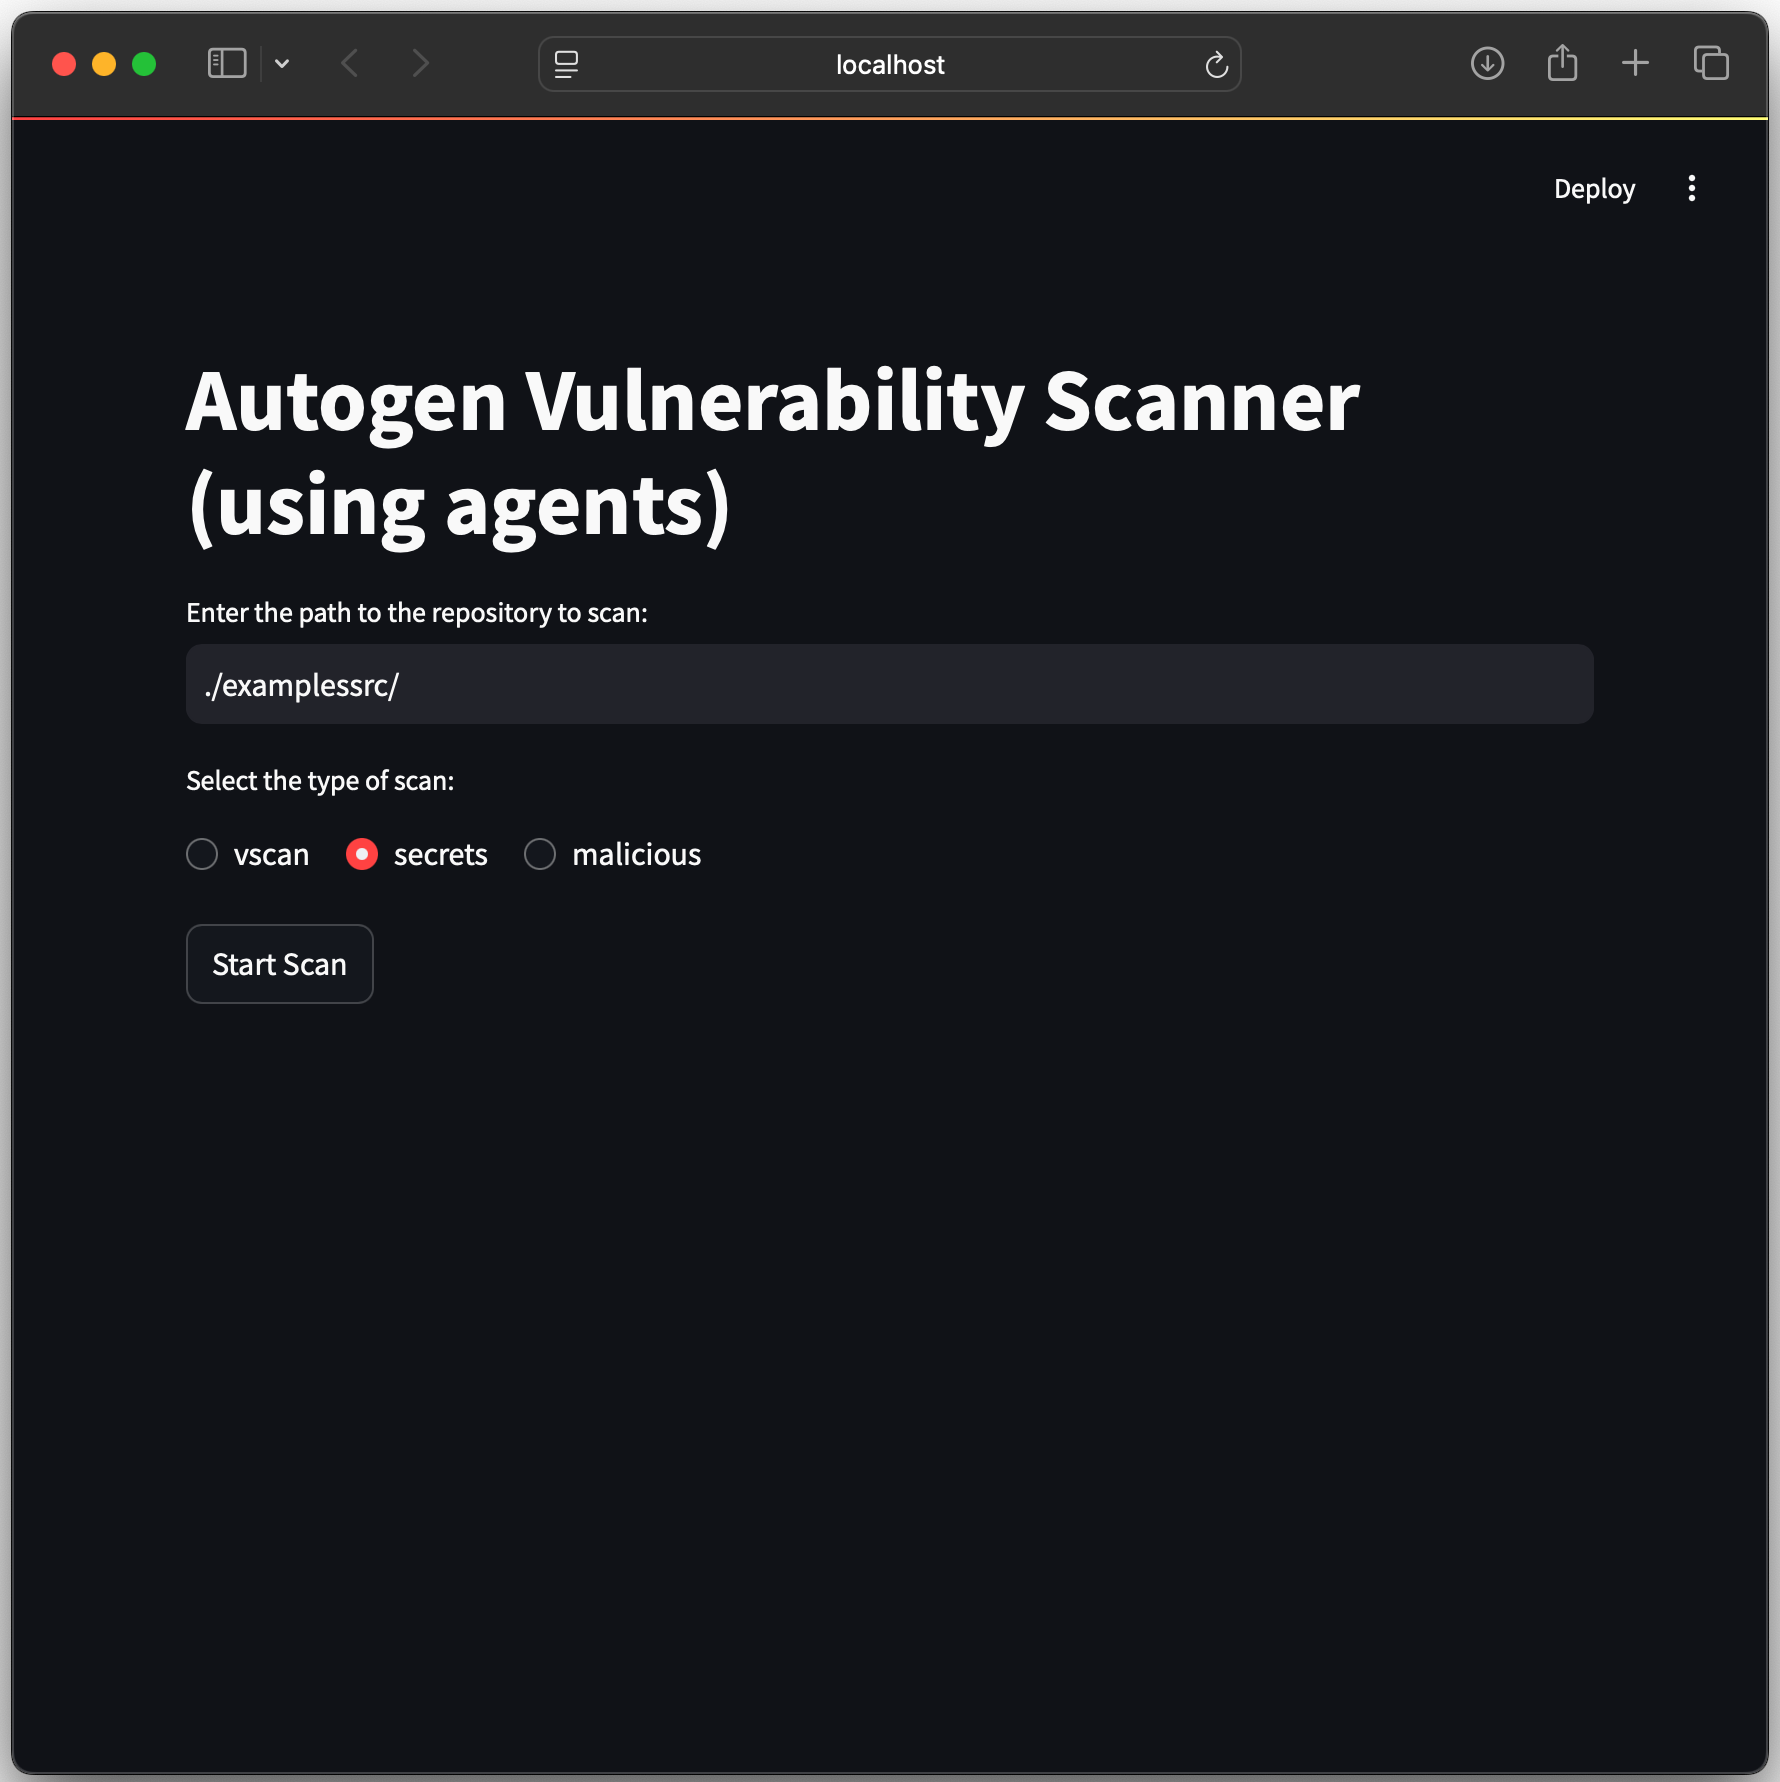 localhost
Deploy
Autogen Vulnerability Scanner
(using agents)
Enter the path to the repository to scan:
./examplessrc/
Select the type of scan:
vscan secrets malicious
Start Scan